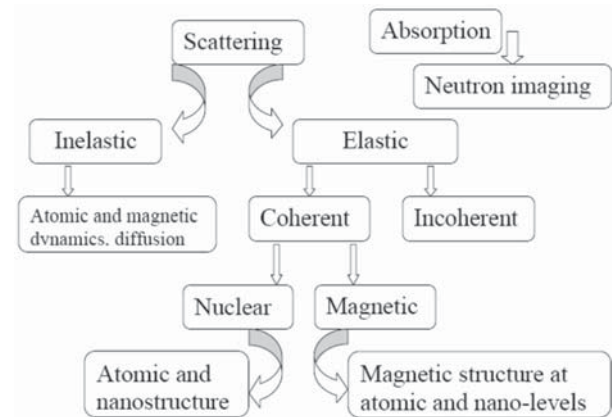 Scattering
Absorption
Neutron imaging
Inelastic
Elastic
Atomic and magnetic
dynamics. diffusion
Coherent
Incoherent
Nuclear
Magnetic
Atomic and
nanostructure
Magnetic structure at
atomic and nano-levels